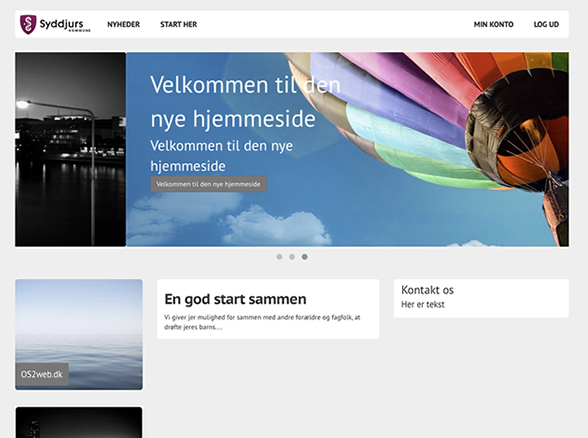 Syddjurs
KOMMUNE
NYHEDER
START HER
MIN KONTO
LOG UD
Velkommen til den
nye hjemmeside
Velkommen til den nye
hjemmeside
Velkommen til den nye hjemmeside
OS2web.dk
En god start sammen
Vi giver jer mulighed for sammen med andre forældre og fagfolk, at
drøfte jeres barns....
Kontakt os
Her er tekst